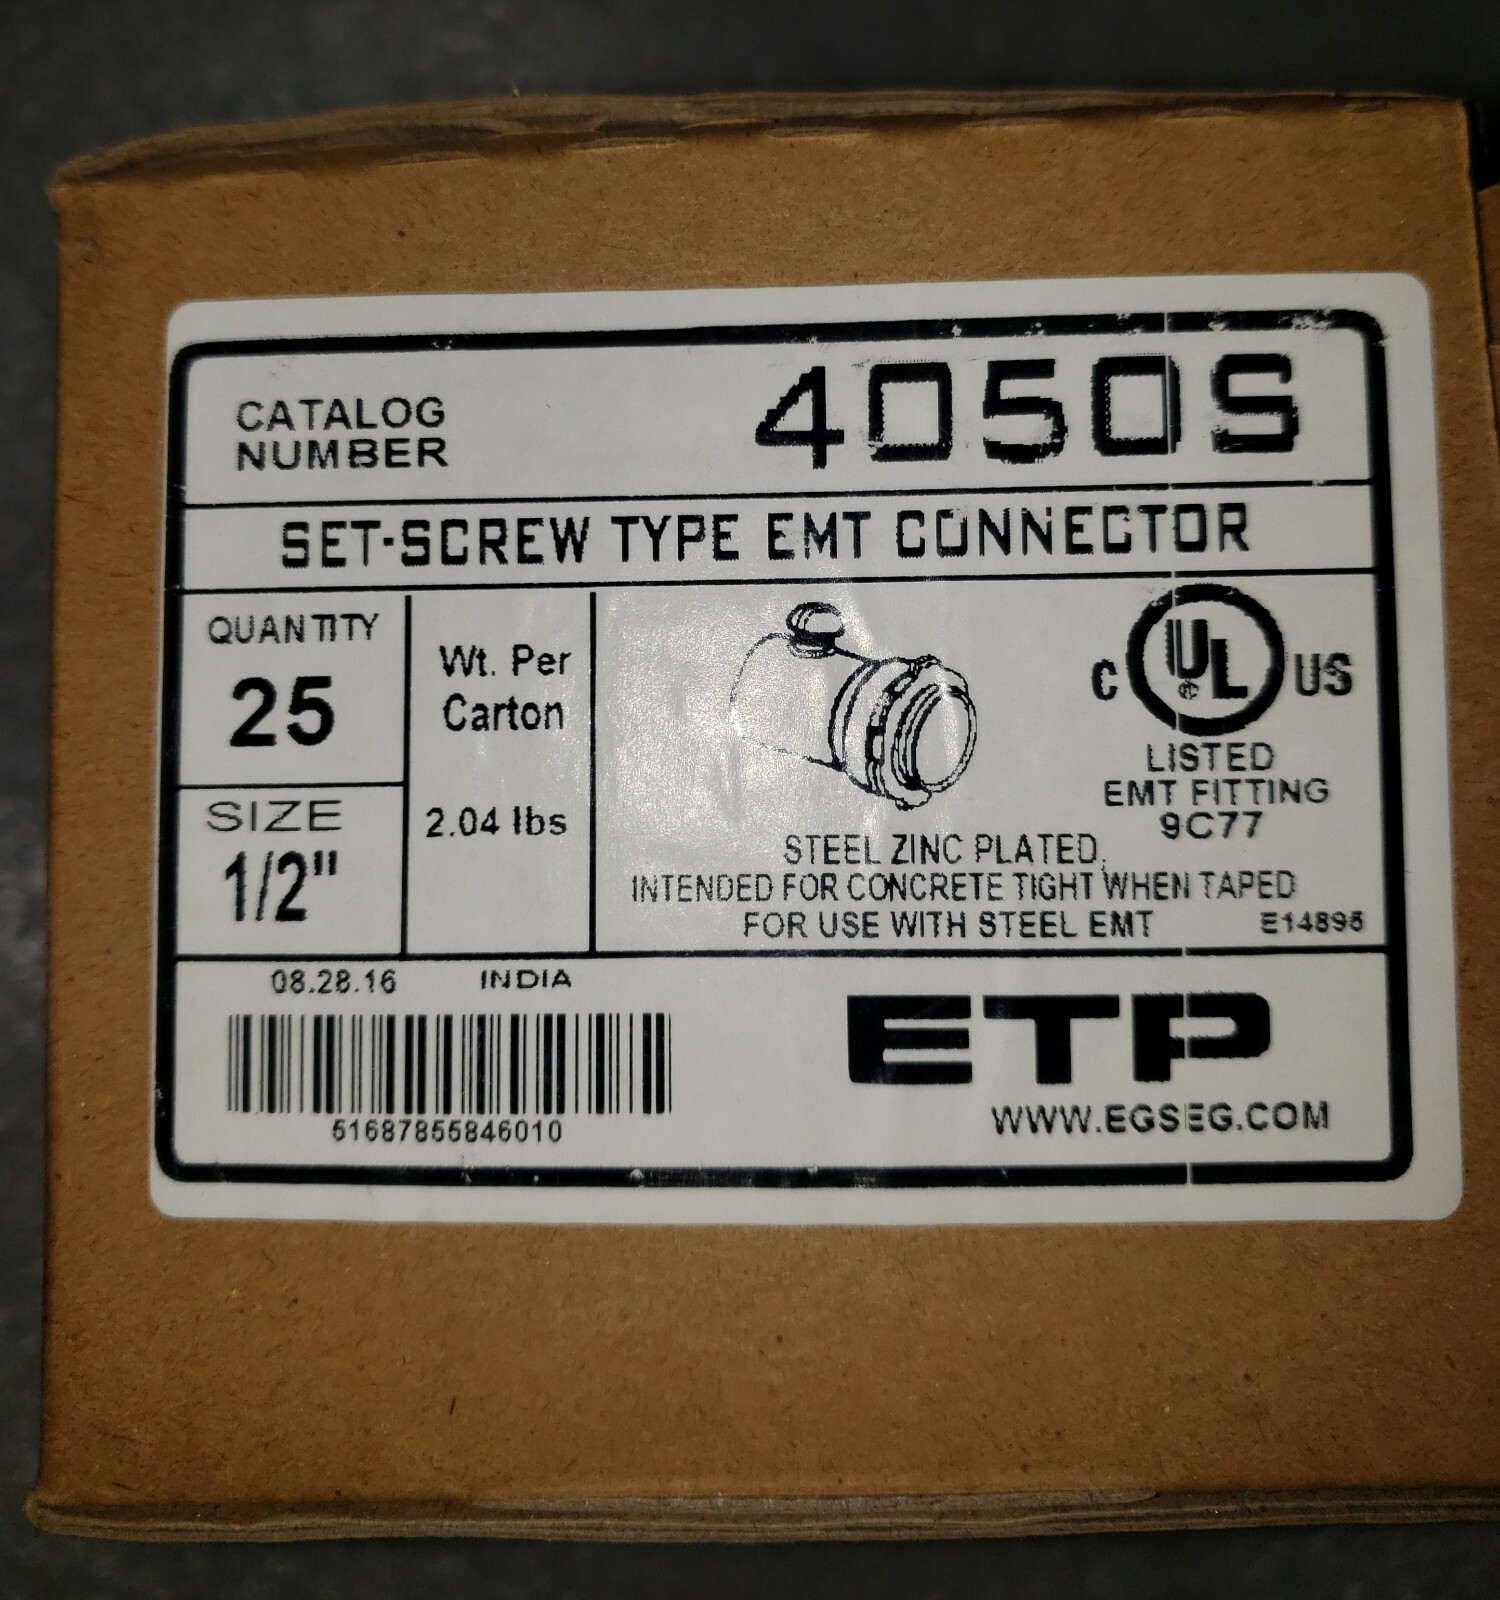 CATALOG
NUMBER
4050S
SET-SCREW TYPE EMT CONNECTOR
QUANTITY
25
SIZE
1/2"
Wt. Per
Carton
2.04 lbs
C UL US
®
LISTED
EMT FITTING
9C77
STEEL ZINC PLATED,
INTENDED FOR CONCRETE TIGHT WHEN TAPED
FOR USE WITH STEEL EMT E14895
08.28.16 INDIA
51687855846010
ETP
WWW.EGSEG.COM